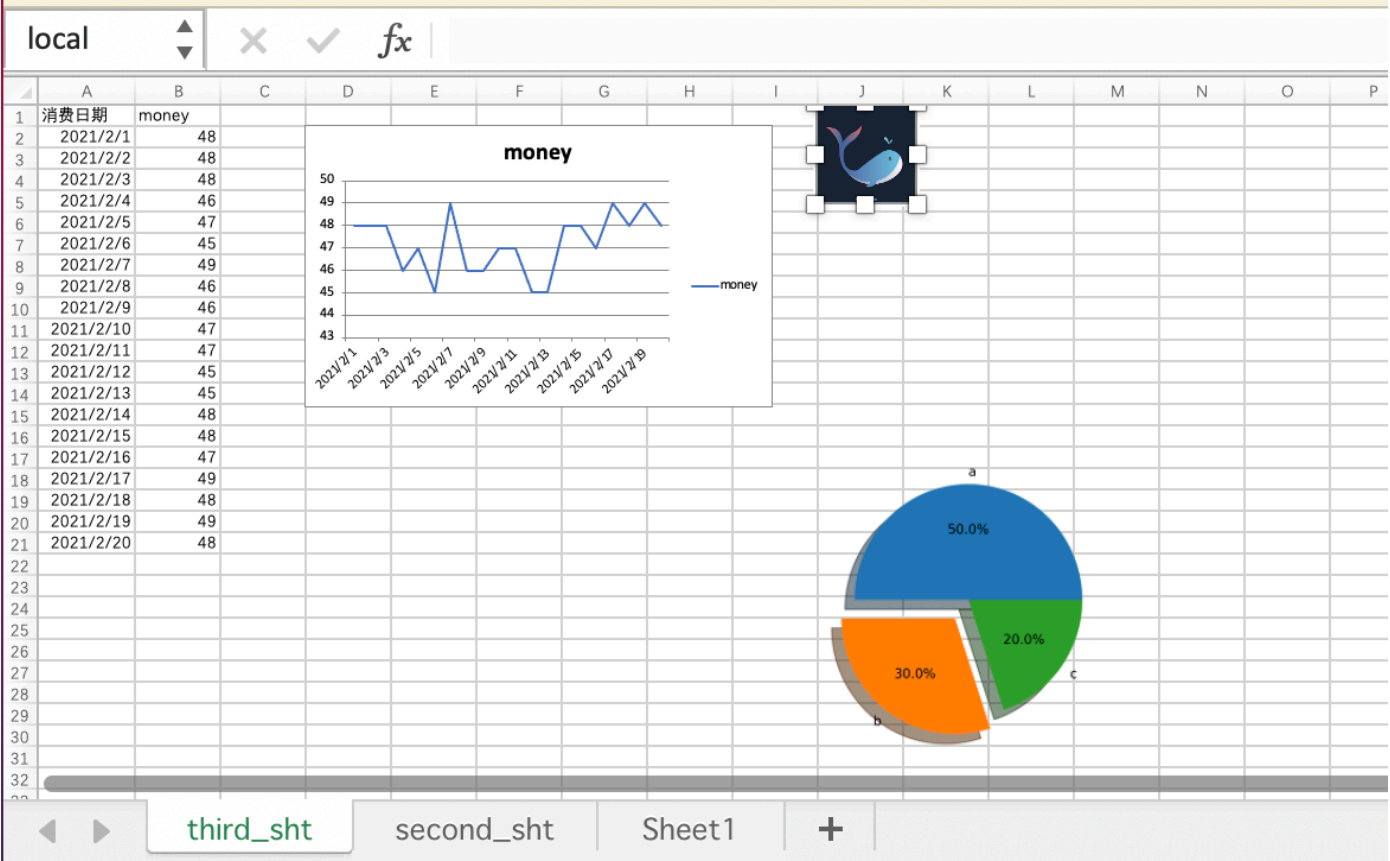 local
fx
A B C D E F G H I J K L M N O P
1 消费日期 money
2 2021/2/1 48
3 2021/2/2 48
4 2021/2/3 48
5 2021/2/4 46
6 2021/2/5 47
7 2021/2/6 45
8 2021/2/7 49
9 2021/2/8 46
10 2021/2/9 46
11 2021/2/10 47
12 2021/2/11 47
13 2021/2/12 45
14 2021/2/13 45
15 2021/2/14 48
16 2021/2/15 48
17 2021/2/16 47
18 2021/2/17 49
19 2021/2/18 48
20 2021/2/19 49
21 2021/2/20 48
22
23
24
25
26
27
28
29
30
31
32
money
50
49
48
47
46
45
44
43
2021/2/1 2021/2/3 2021/2/5 2021/2/7 2021/2/9 2021/2/11 2021/2/13 2021/2/15 2021/2/17 2021/2/19
money
a
50.0%
20.0%
30.0%
c
b
third_sht second_sht Sheet1 +